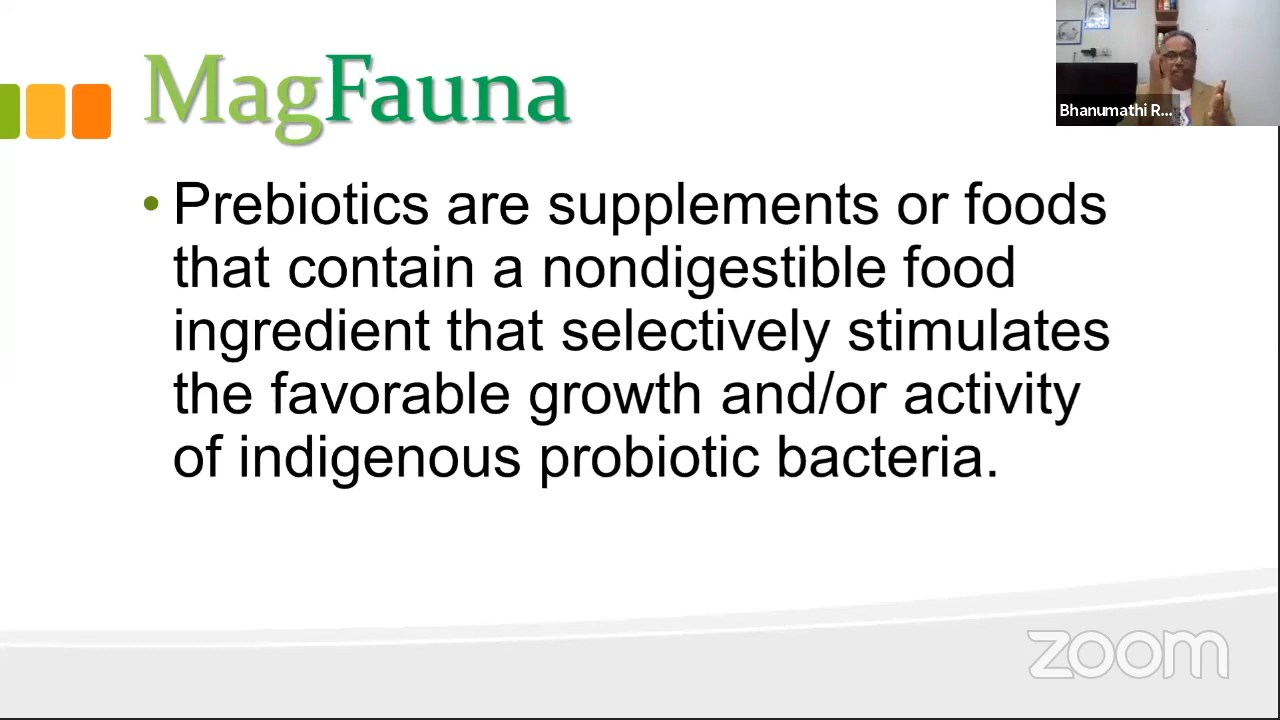 MagFauna
Bhanumathi R...
• Prebiotics are supplements or foods
that contain a nondigestible food
ingredient that selectively stimulates
the favorable growth and/or activity
of indigenous probiotic bacteria.
zoom